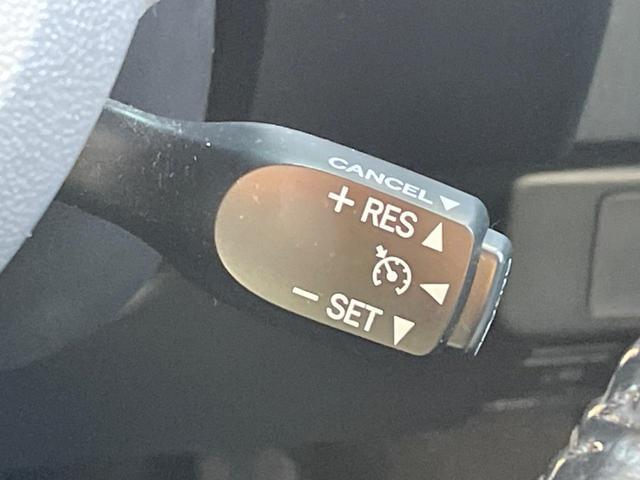 CANCEL ▼
+ RES ▲
◀
− SET ▼